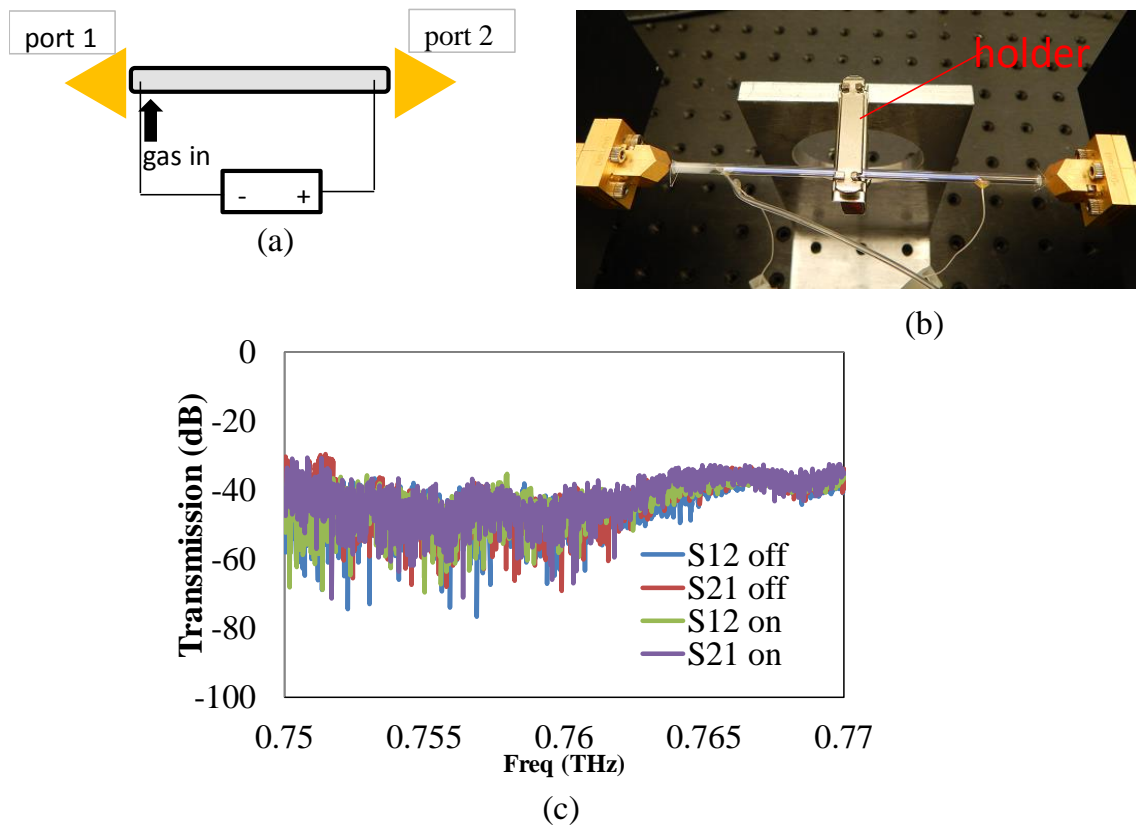 port 1
port 2
gas in
- +
(a)
holder
(b)
0
-20
-40
-60
-80
-100
Transmission (dB)
S12 off
S21 off
S12 on
S21 on
0.75 0.755 0.76 0.765 0.77
Freq (THz)
(c)